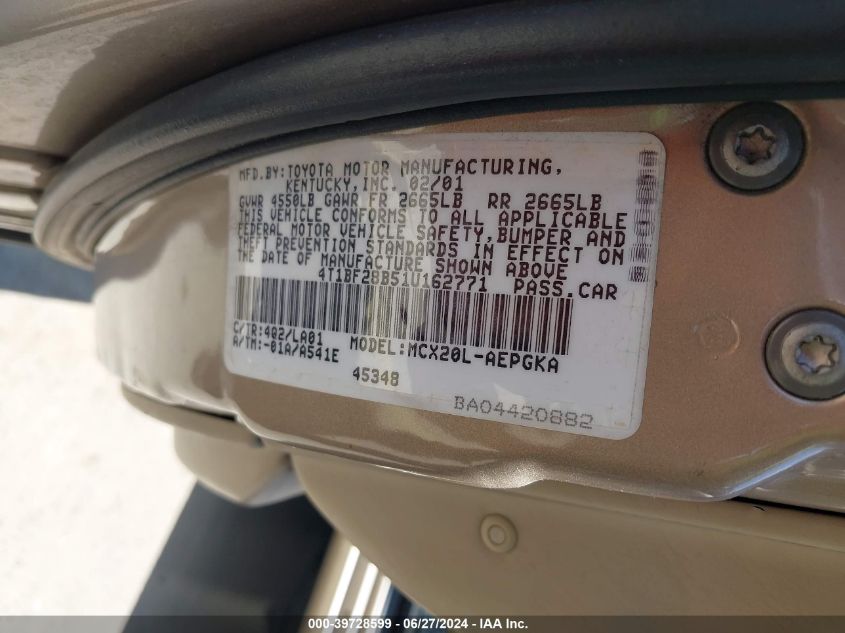 MFD.BY:TOYOTA MOTOR MANUFACTURING,
KENTUCKY,INC. 02/01
GVWR 4550LB GAWR FR 2665LB RR 2665LB
THIS VEHICLE CONFORMS TO ALL APPLICABLE
FEDERAL MOTOR VEHICLE SAFETY,BUMPER AND
THEFT PREVENTION STANDARDS IN EFFECT ON
THE DATE OF MANUFACTURE SHOWN ABOVE
4T1BF28B51U162771 PASS.CAR
C/TR:4Q2/LA01
A/TM:-01A/A541E MODEL:MCX20L-AEPGKA
45348
BA04420882
000-39728599 - 06/27/2024 - IAA Inc.